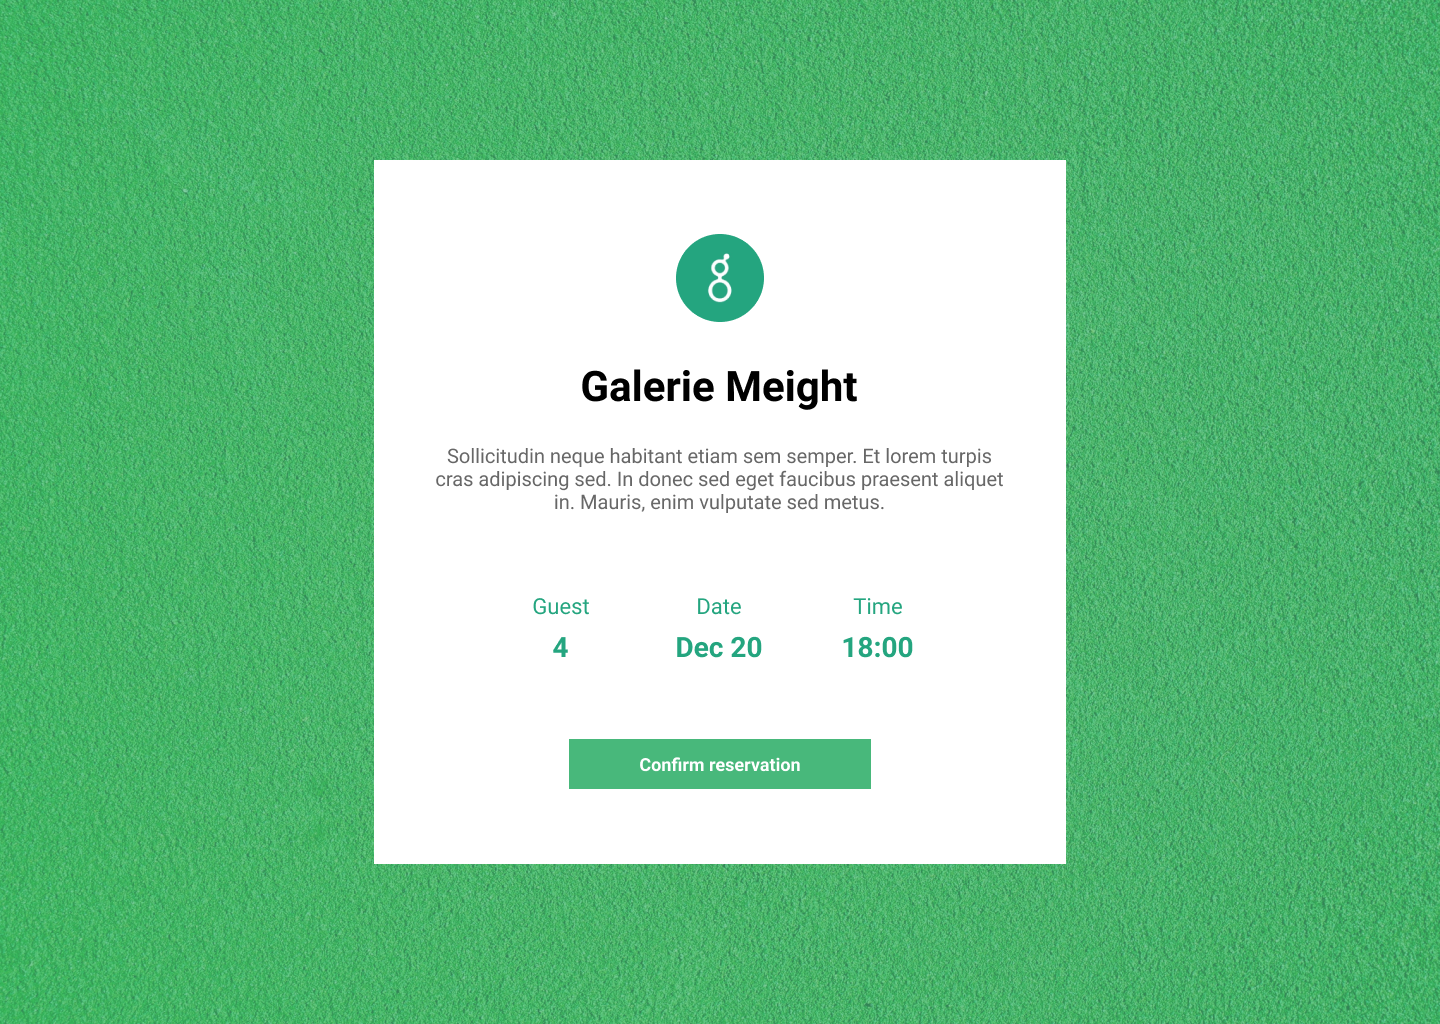 g
Galerie Meight
Sollicitudin neque habitant etiam sem semper. Et lorem turpis
cras adipiscing sed. In donec sed eget faucibus praesent aliquet
in. Mauris, enim vulputate sed metus.
Guest Date Time
4 Dec 20 18:00
Confirm reservation